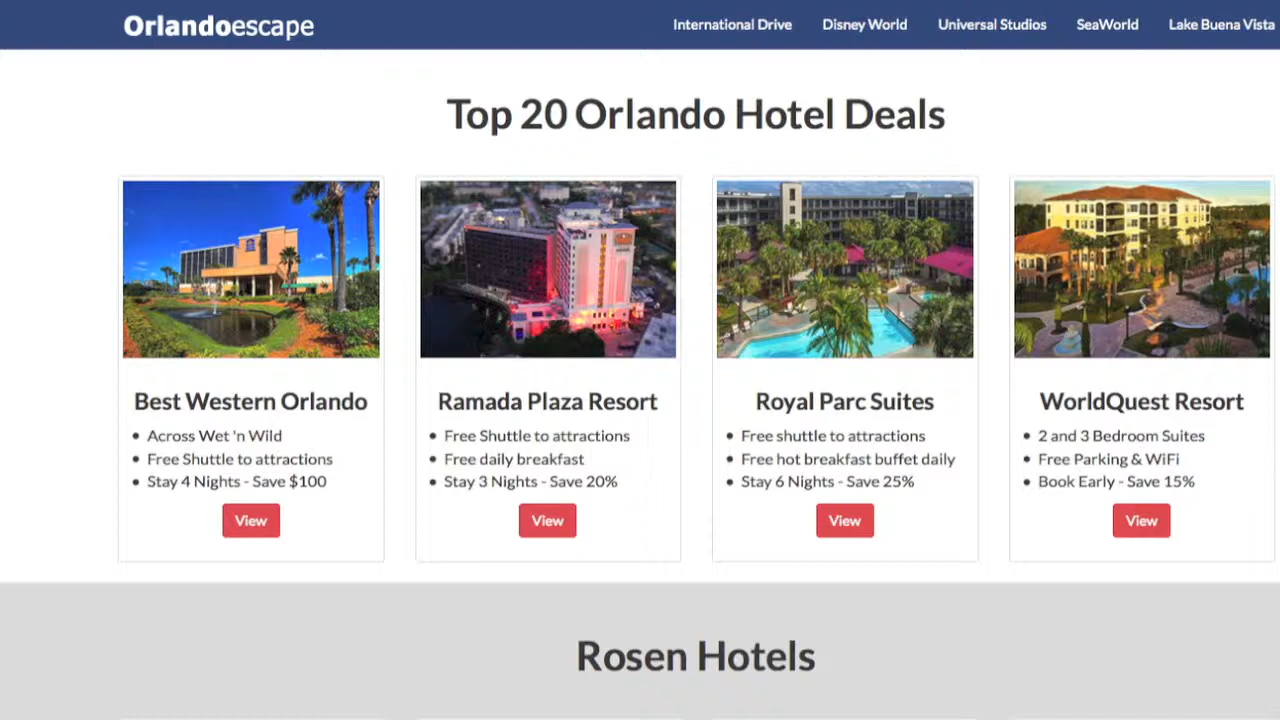 Orlandoescape
International Drive
Disney World
Universal Studios
SeaWorld
Lake Buena Vista
Top 20 Orlando Hotel Deals
Best Western Orlando
• Across Wet 'n Wild
• Free Shuttle to attractions
• Stay 4 Nights - Save $100
View
Ramada Plaza Resort
• Free Shuttle to attractions
• Free daily breakfast
• Stay 3 Nights - Save 20%
View
Royal Parc Suites
• Free shuttle to attractions
• Free hot breakfast buffet daily
• Stay 6 Nights - Save 25%
View
WorldQuest Resort
• 2 and 3 Bedroom Suites
• Free Parking & WiFi
• Book Early - Save 15%
View
Rosen Hotels